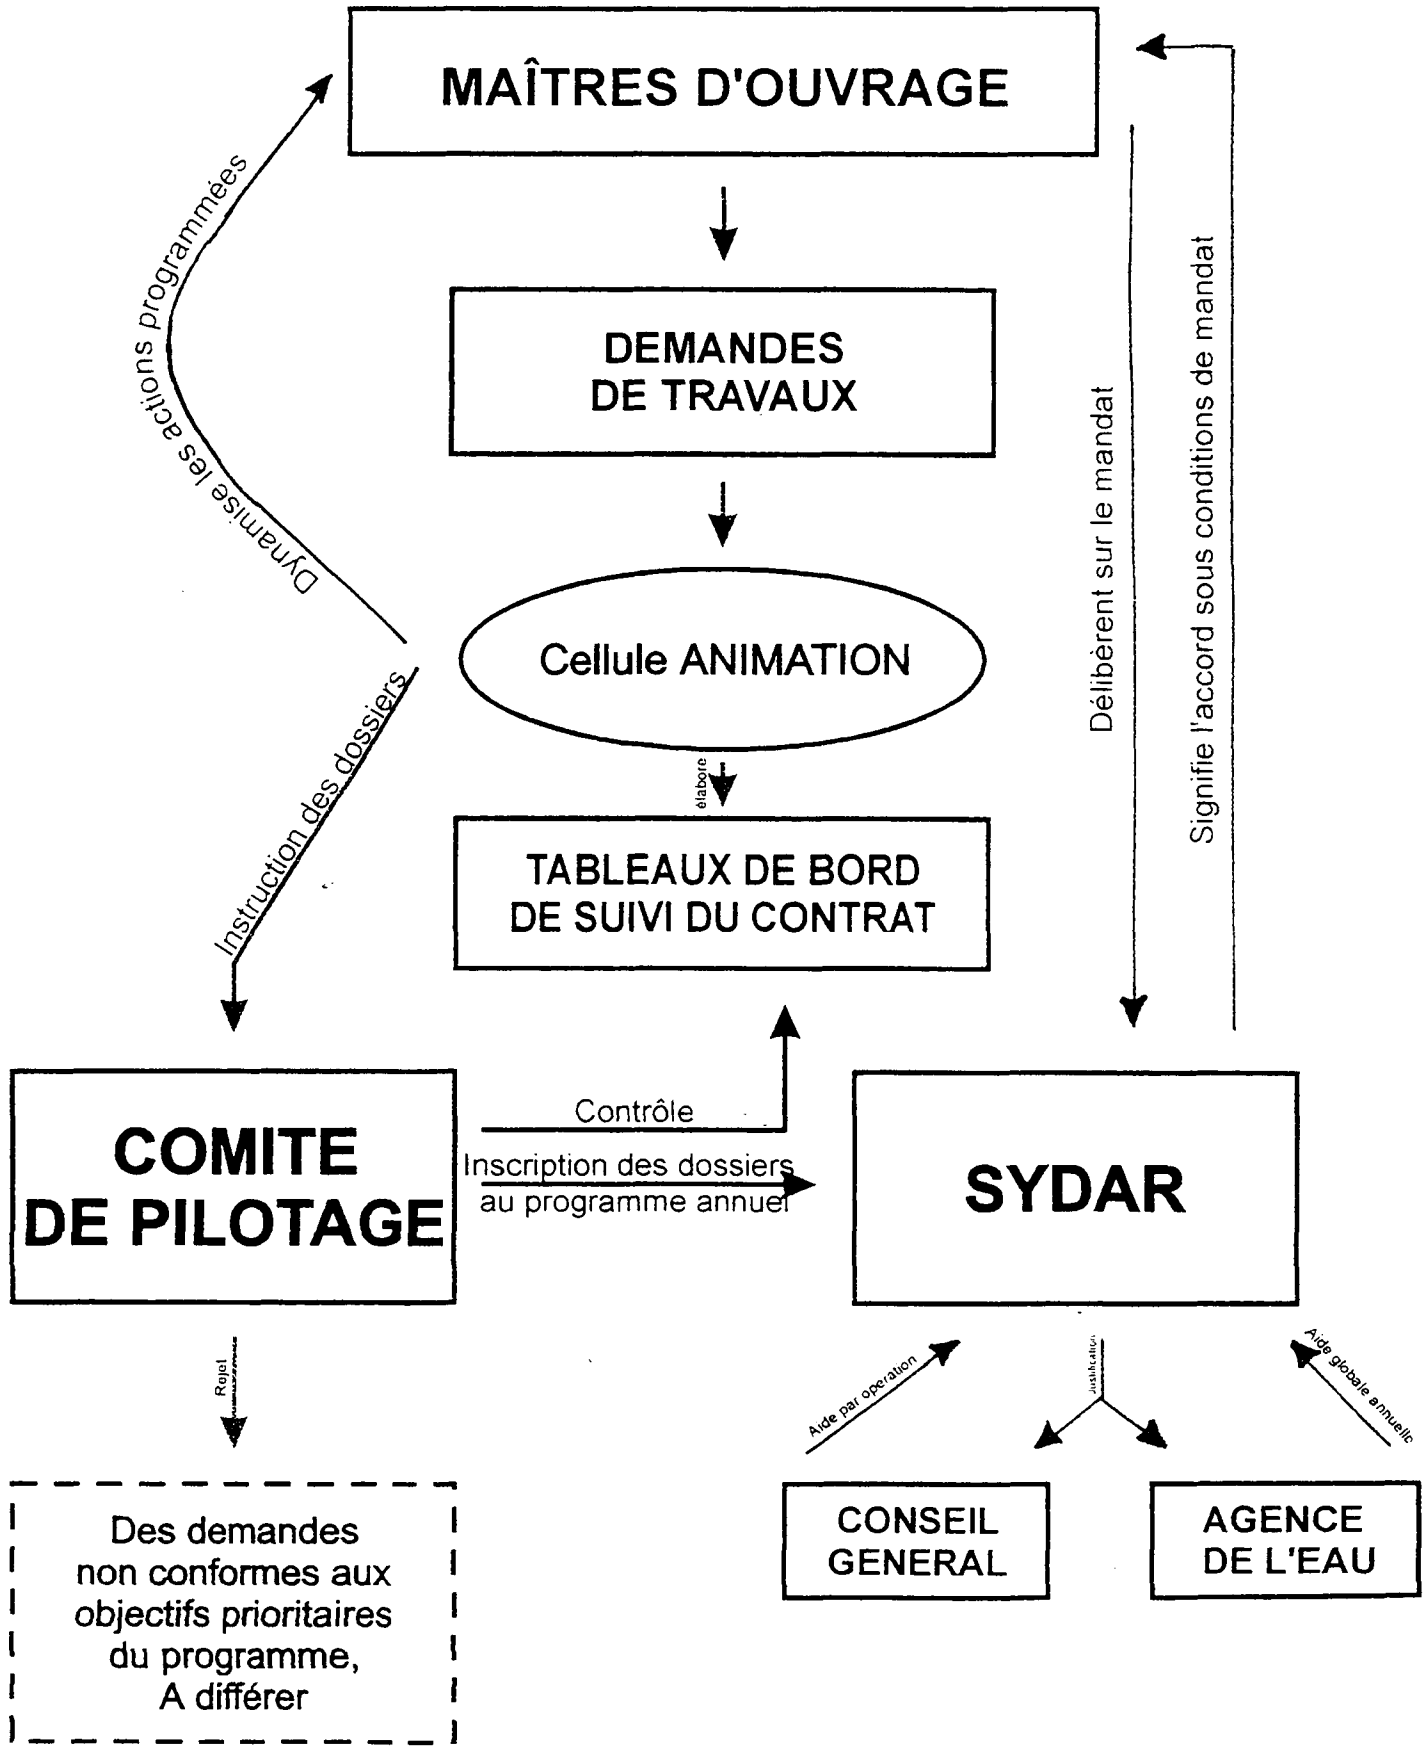 MAÎTRES D'OUVRAGE
Dynamise les actions programmées
DEMANDES
DE TRAVAUX
Délibèrent sur le mandat
Signifie l'accord sous conditions de mandat
Cellule ANIMATION
Instruction des dossiers
élabore
TABLEAUX DE BORD
DE SUIVI DU CONTRAT
COMITE
DE PILOTAGE
Contrôle
Inscription des dossiers
au programme annuel
SYDAR
Rejet
Aide par operation
Justification
Aide globale annuelle
Des demandes
non conformes aux
objectifs prioritaires
du programme,
A différer
CONSEIL
GENERAL
AGENCE
DE L'EAU